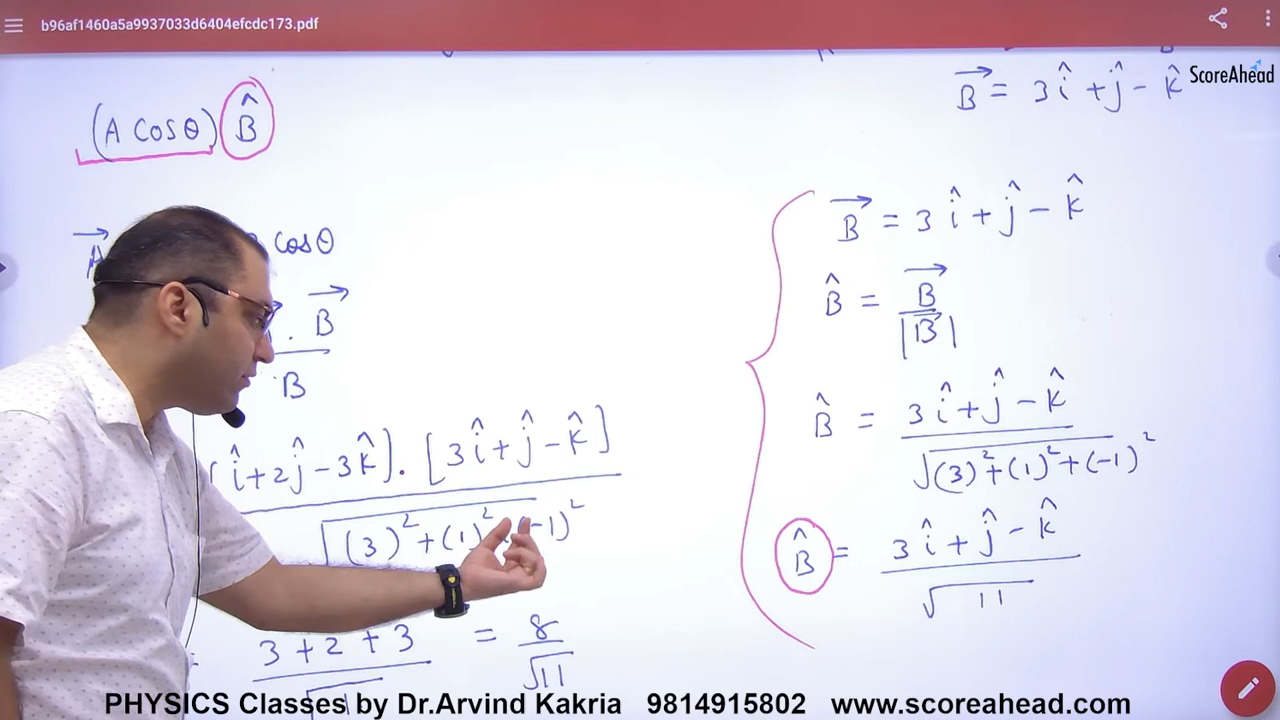 b96af1460a5a9937033d6404efcdc173.pdf
ScoreAhead
B⃗ = 3î + ĵ - k̂
(A Cosθ) B̂
A⃗ cosθ
. B⃗
B
î + 2ĵ - 3k̂). [3î + ĵ - k̂]
√(3)² + (1)² -1)²
3 + 2 + 3 = 8
√11
B⃗ = 3î + ĵ - k̂
B̂ = B⃗
|B⃗|
B̂ = 3î + ĵ - k̂
√(3)² + (1)² + (-1)²
B̂ = 3î + ĵ - k̂
√11
PHYSICS Classes by Dr.Arvind Kakria 9814915802 www.scoreahead.com